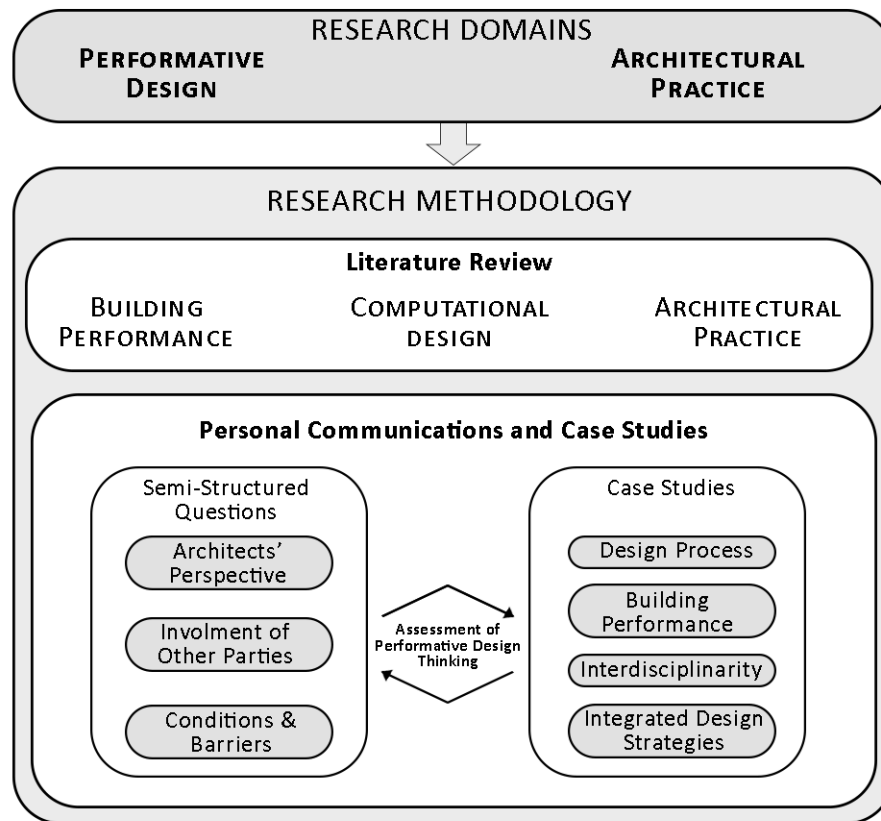 RESEARCH DOMAINS
PERFORMATIVE
DESIGN
ARCHITECTURAL
PRACTICE
RESEARCH METHODOLOGY
Literature Review
BUILDING
PERFORMANCE
COMPUTATIONAL
DESIGN
ARCHITECTURAL
PRACTICE
Personal Communications and Case Studies
Semi-Structured
Questions
Architects'
Perspective
Involment of
Other Parties
Conditions &
Barriers
Assessment of
Performative Design
Thinking
Case Studies
Design Process
Building
Performance
Interdisciplinarity
Integrated Design
Strategies